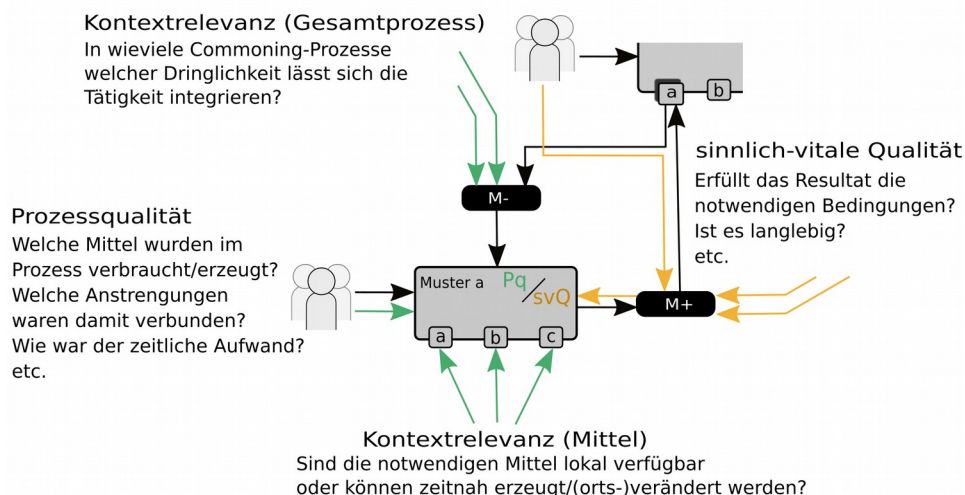 Kontextrelevanz (Gesamtprozess)
In wieviele Commoning-Prozesse
welcher Dringlichkeit lässt sich die
Tätigkeit integrieren?
a
b
sinnlich-vitale Qualität
Erfüllt das Resultat die
notwendigen Bedingungen?
Ist es langlebig?
etc.
M-
Prozessqualität
Welche Mittel wurden im
Prozess verbraucht/erzeugt?
Welche Anstrengungen
waren damit verbunden?
Wie war der zeitliche Aufwand?
etc.
Muster a
Pq
/svQ
M+
a
b
c
Kontextrelevanz (Mittel)
Sind die notwendigen Mittel lokal verfügbar
oder können zeitnah erzeugt/(orts-)verändert werden?